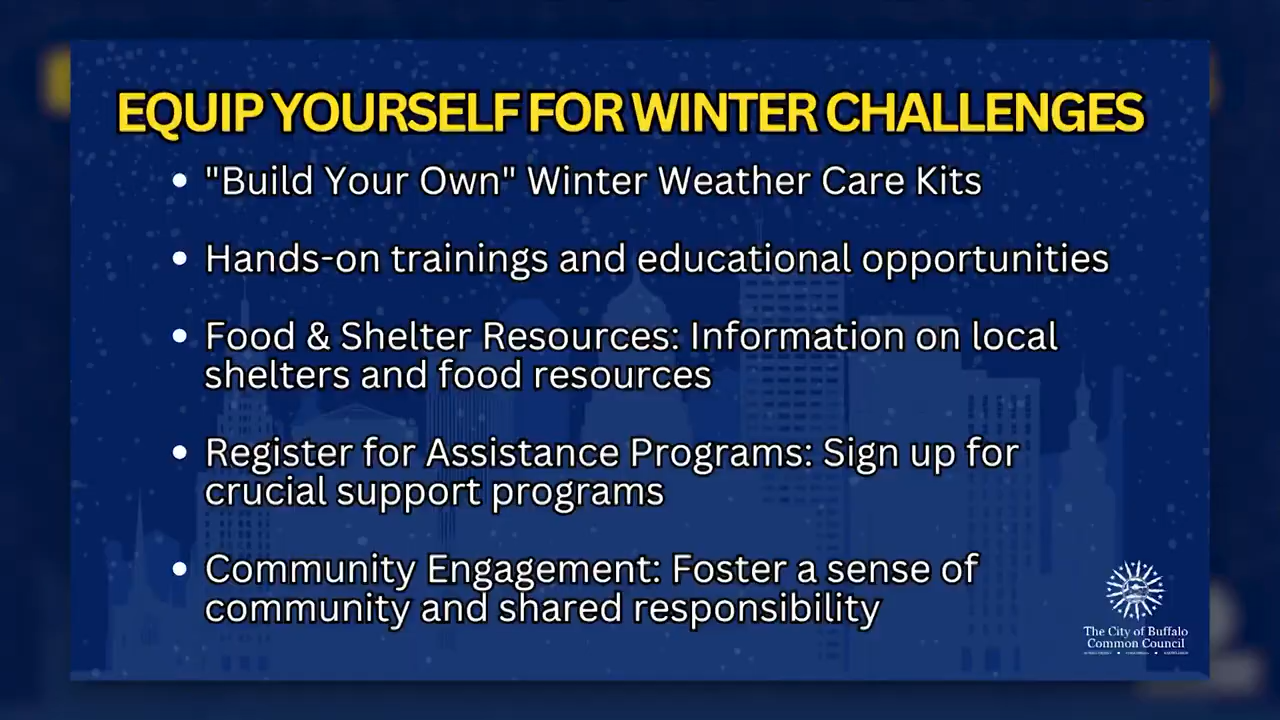 EQUIP YOURSELF FOR WINTER CHALLENGES
• "Build Your Own" Winter Weather Care Kits
• Hands-on trainings and educational opportunities
• Food & Shelter Resources: Information on local
shelters and food resources
• Register for Assistance Programs: Sign up for
crucial support programs
• Community Engagement: Foster a sense of
community and shared responsibility
The City of Buffalo
Common Council